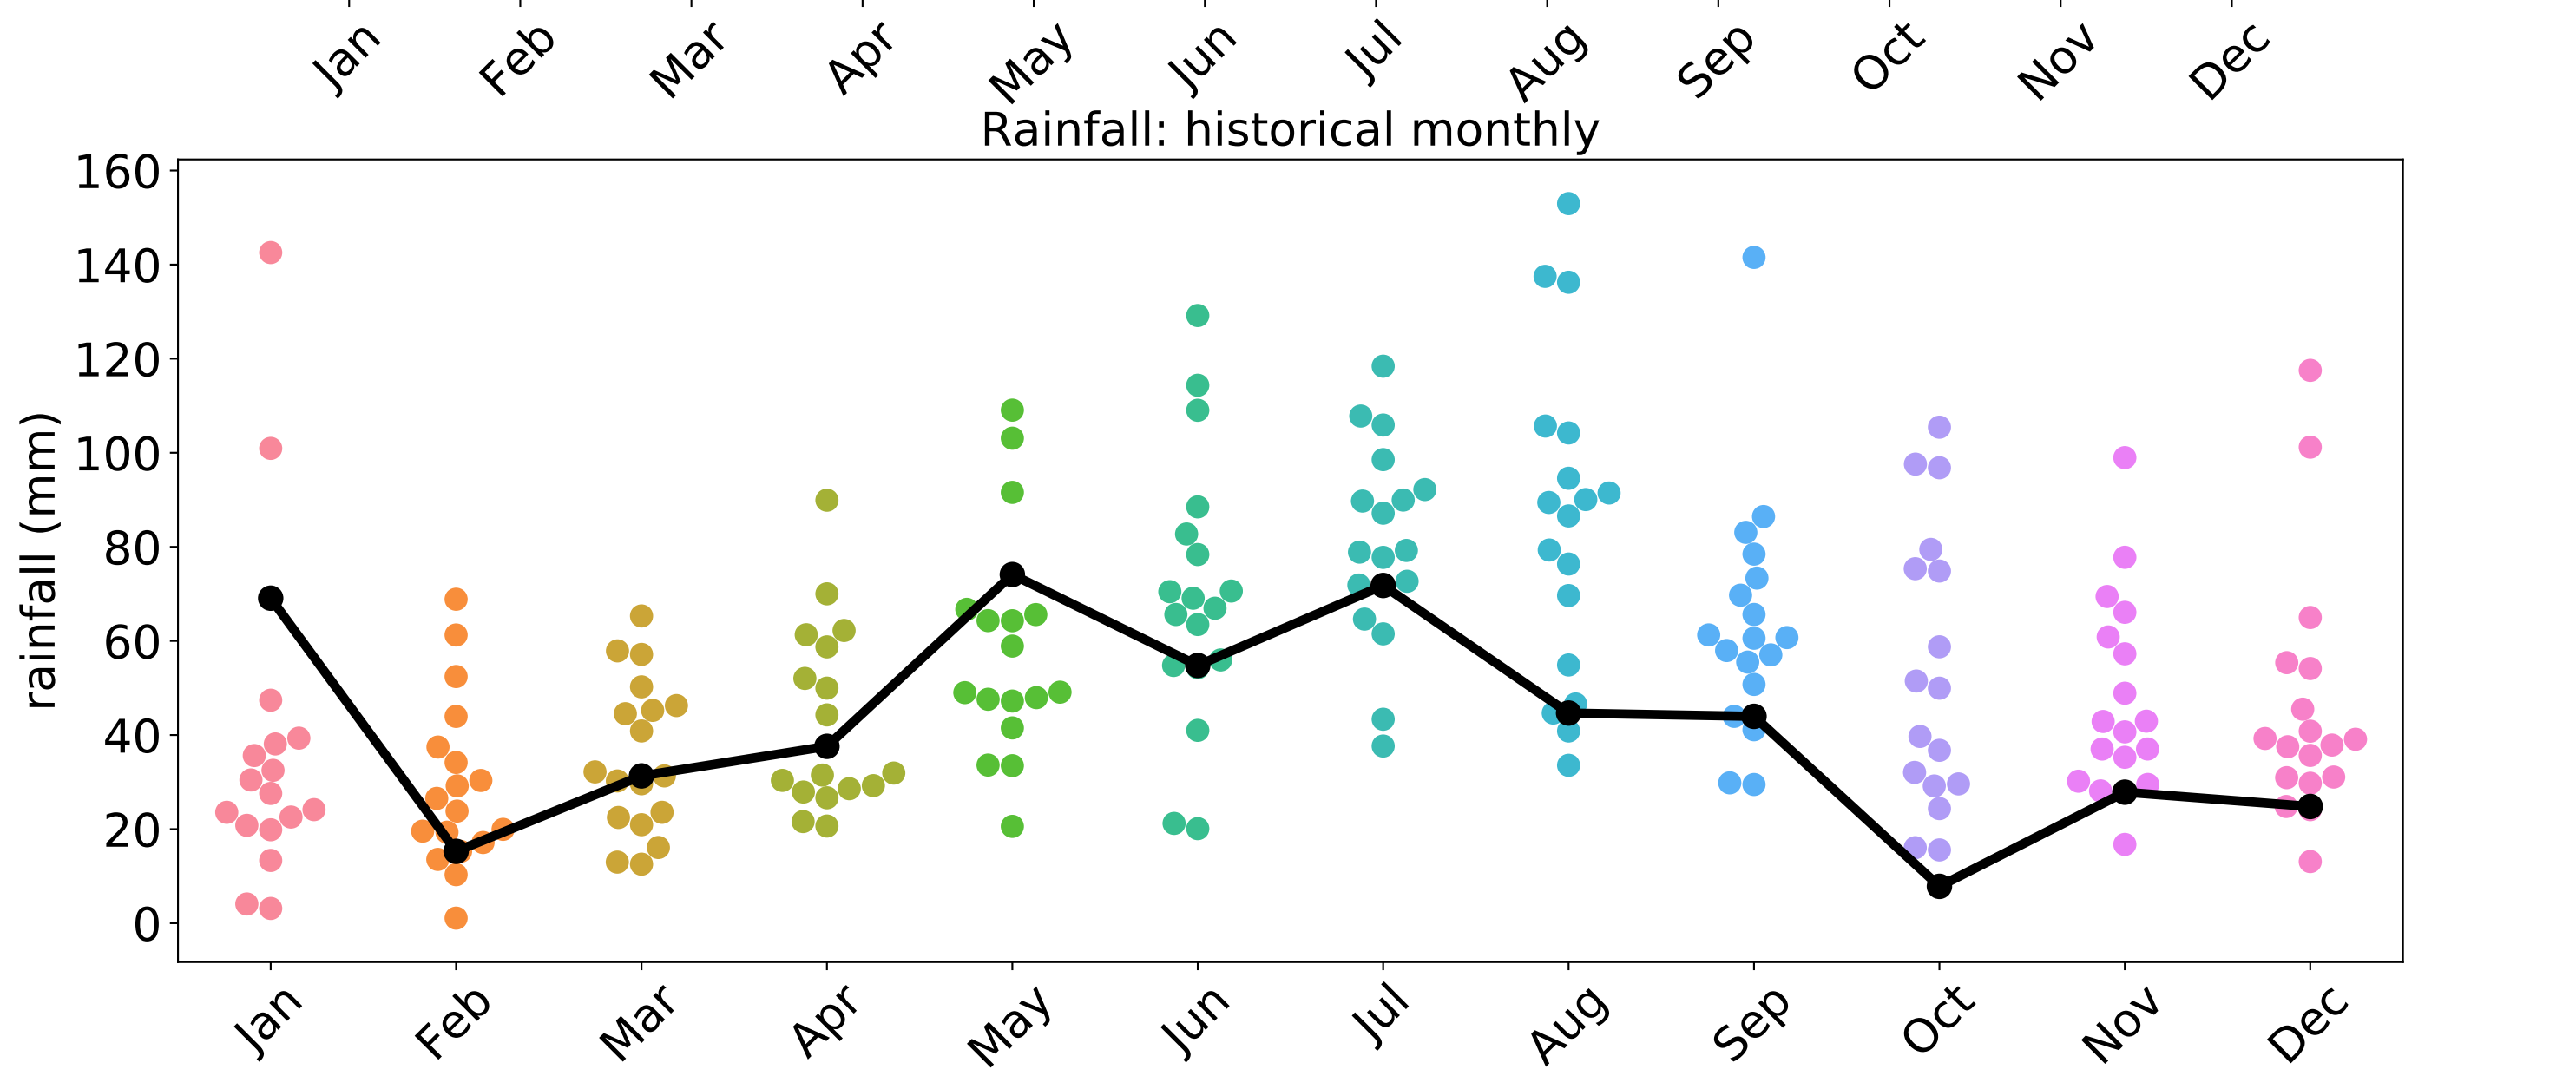 Jan Feb Mar Apr May Jun Jul Aug Sep Oct Nov Dec
Rainfall: historical monthly
160
140
120
100
80
60
40
20
0
rainfall (mm)
Jan Feb Mar Apr May Jun Jul Aug Sep Oct Nov Dec